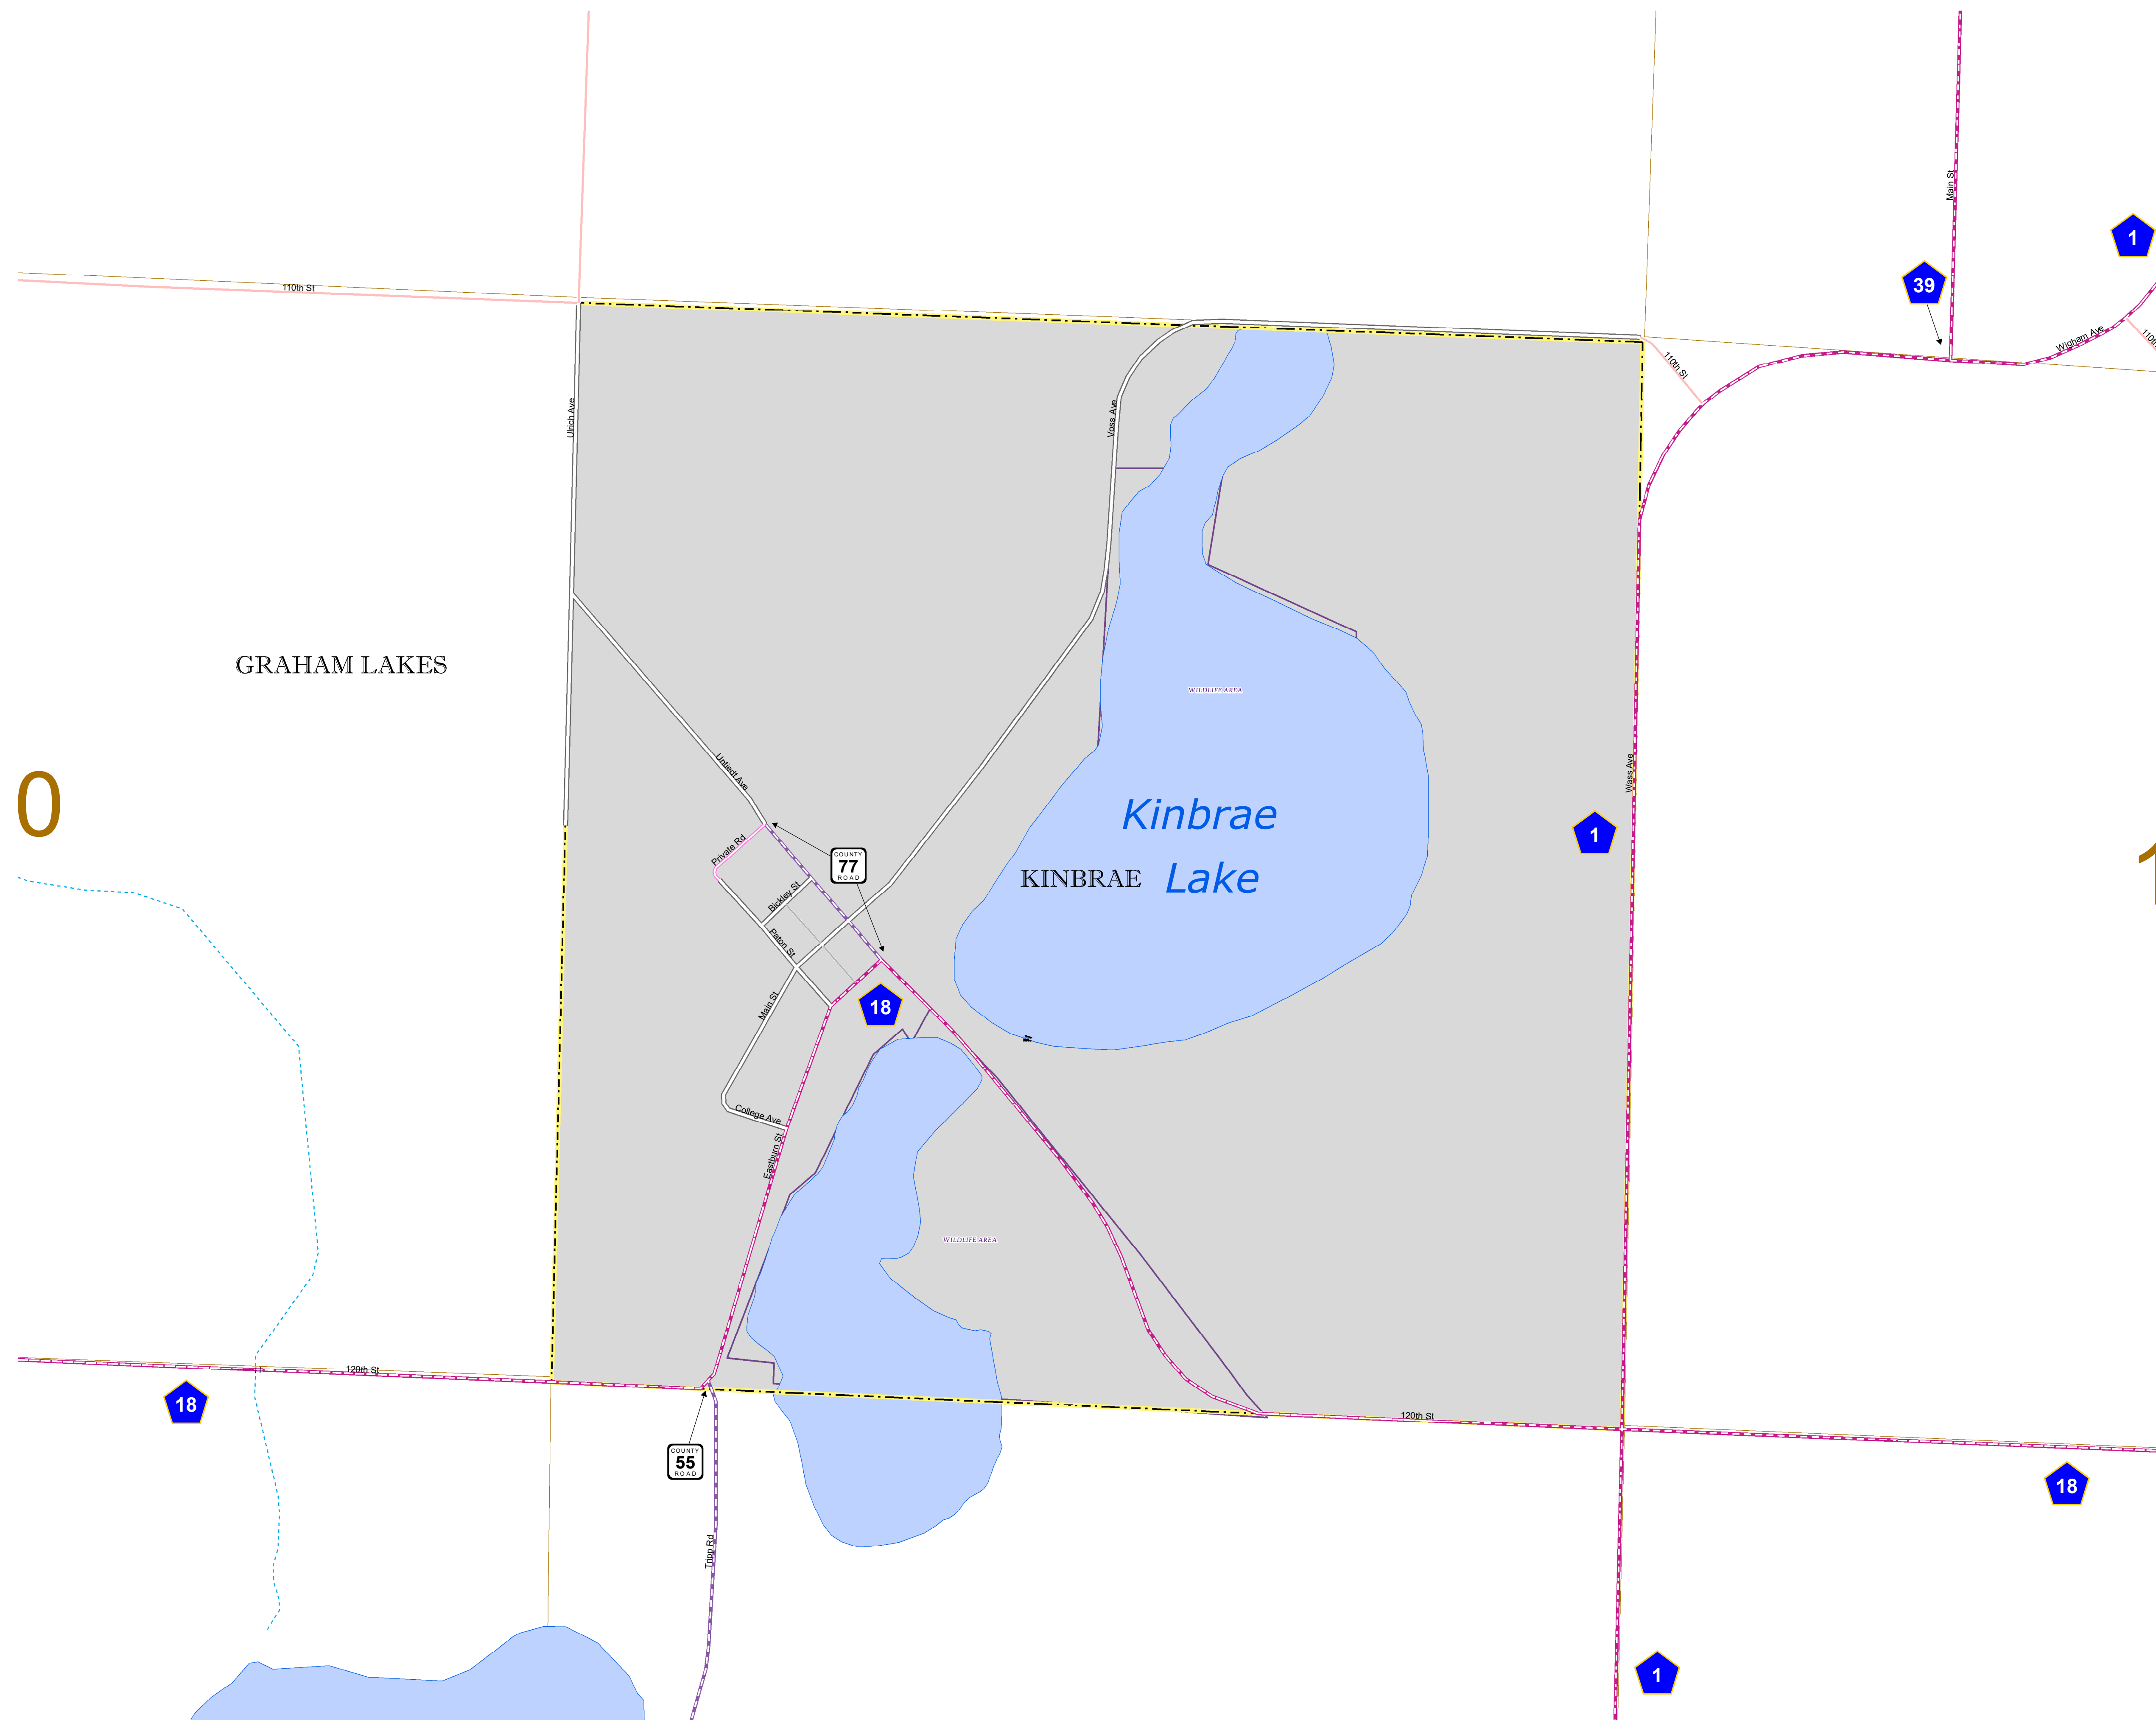 Main St
1
39
110th St
Wigham Ave
110th St
Ulrich Ave
Voss Ave
GRAHAM LAKES
WILDLIFE AREA
Untiedt Ave
Wass Ave
0
Kinbrae
Lake
KINBRAE
1
Private Rd
COUNTY
77
ROAD
Bickley St
Paton St
Main St
18
College Ave
Eastburn St
WILDLIFE AREA
120th St
18
120th St
COUNTY
55
ROAD
18
Tripp Rd
1